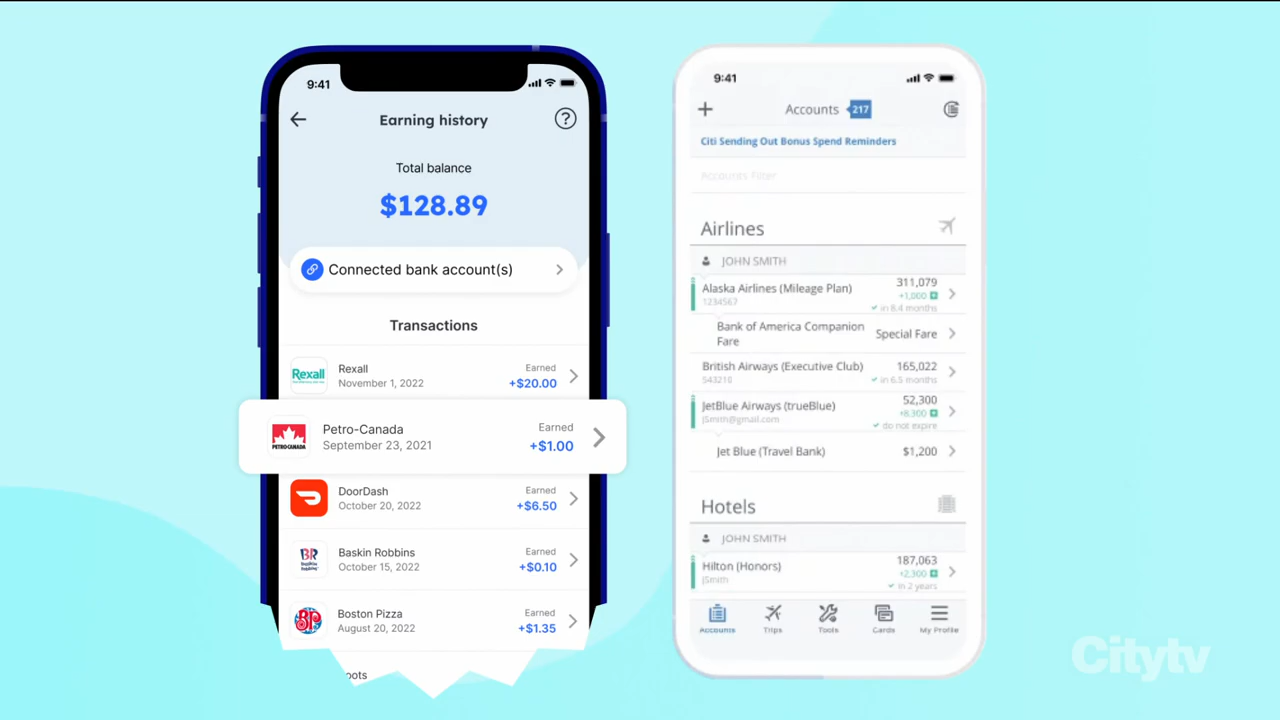 9:41
Earning history
?
Total balance
$128.89
Connected bank account(s)
Transactions
Rexall
Rexall
November 1, 2022
Earned
+$20.00
PETRO-CANADA
Petro-Canada
September 23, 2021
Earned
+$1.00
DoorDash
October 20, 2022
Earned
+$6.50
BR
Baskin Robbins
October 15, 2022
Earned
+$0.10
BP
Boston Pizza
August 20, 2022
Earned
+$1.35
oots
9:41
Accounts 217
Citi Sending Out Bonus Spend Reminders
Accounts Filter
Airlines
JOHN SMITH
Alaska Airlines (Mileage Plan)
1234567
311,079
+1,000
in 8.4 months
Bank of America Companion
Fare
Special Fare
British Airways (Executive Club)
543210
165,022
in 6.5 months
JetBlue Airways (trueBlue)
jSmith@gmail.com
52,300
+8,300
do not expire
Jet Blue (Travel Bank)
$1,200
Hotels
JOHN SMITH
Hilton (Honors)
jSmith
187,063
+2,300
in 2 years
Accounts
Trips
Tools
Cards
My Profile
Citytv